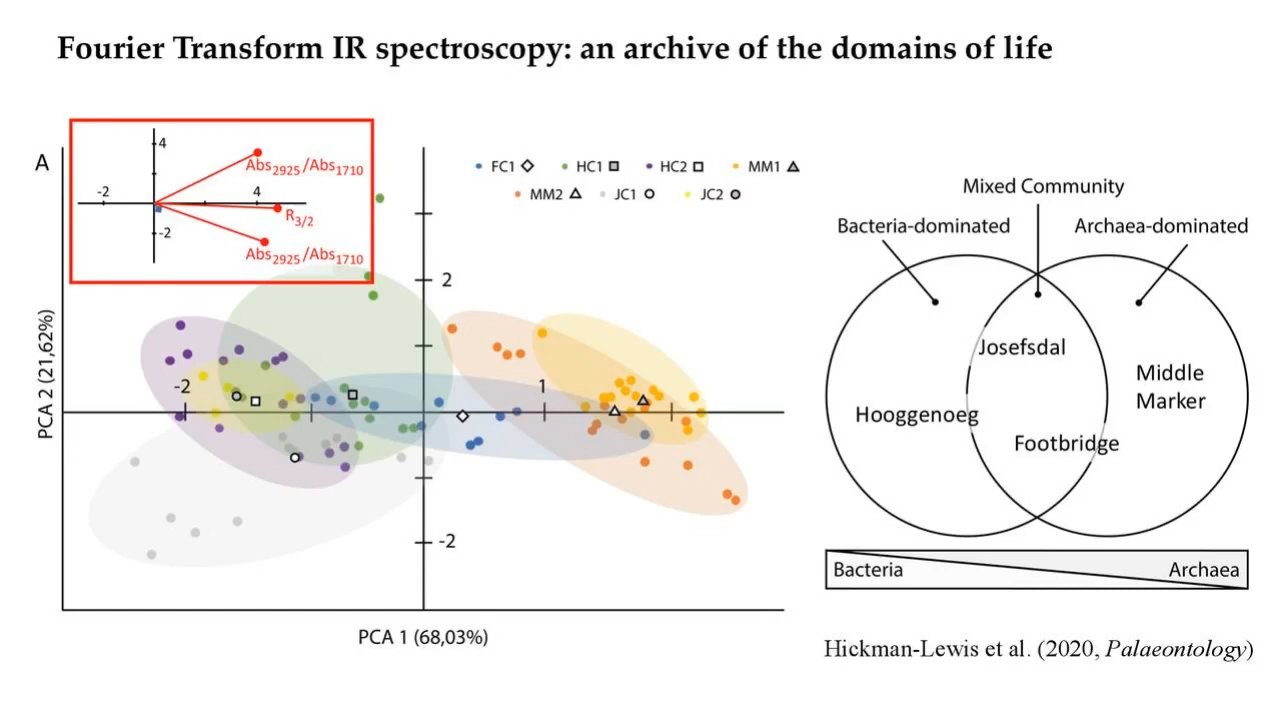 Fourier Transform IR spectroscopy: an archive of the domains of life
A
4
Abs2925/Abs1710
-2
4
R3/2
-2
Abs2925/Abs1710
FC1 HC1 HC2 MM1
MM2 JC1 JC2
2
-2
1
-2
PCA 2 (21,62%)
PCA 1 (68,03%)
Mixed Community
Bacteria-dominated
Archaea-dominated
Josefsdal
Middle
Marker
Hooggenoeg
Footbridge
Bacteria
Archaea
Hickman-Lewis et al. (2020, Palaeontology)